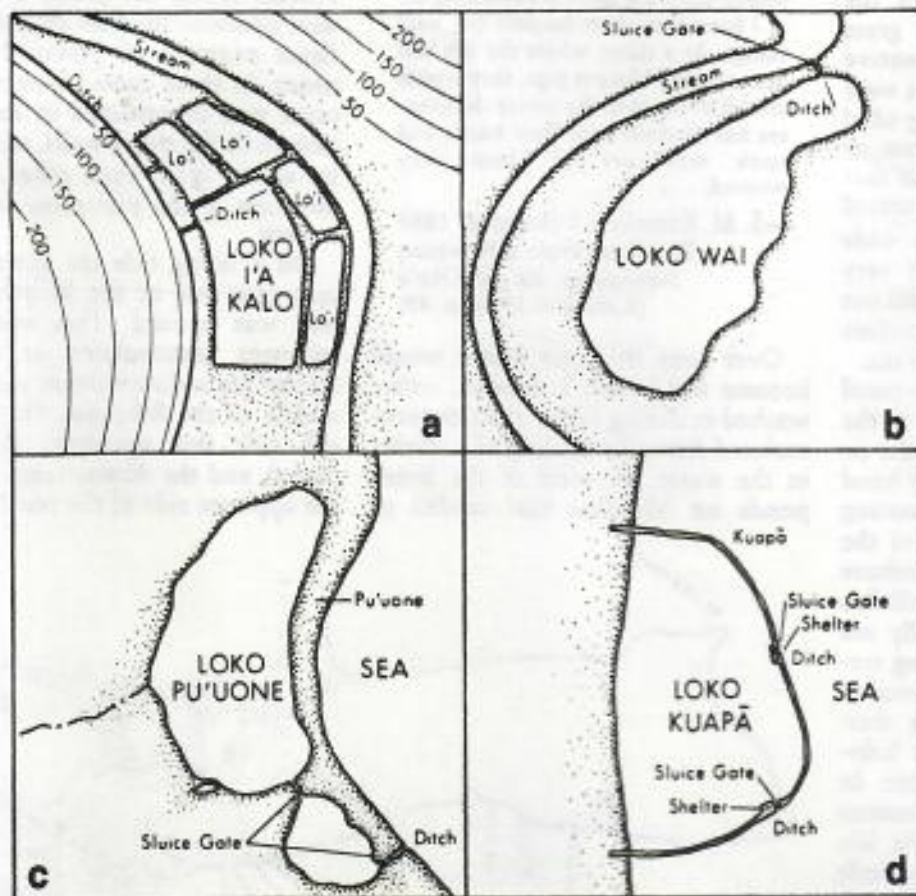 200
150
100
50
Stream
Ditch
50
100
150
200
Lo'i
Lo'i
Lo'i
Ditch
LOKO
I'A
KALO
Lo'i
a
Sluice Gate
Stream
Ditch
LOKO WAI
b
LOKO
PU'UONE
Pu'uone
SEA
Sluice Gate
Ditch
c
Kuapā
Sluice Gate
Shelter
Ditch
LOKO
KUAPĀ
SEA
Sluice Gate
Shelter
Ditch
d